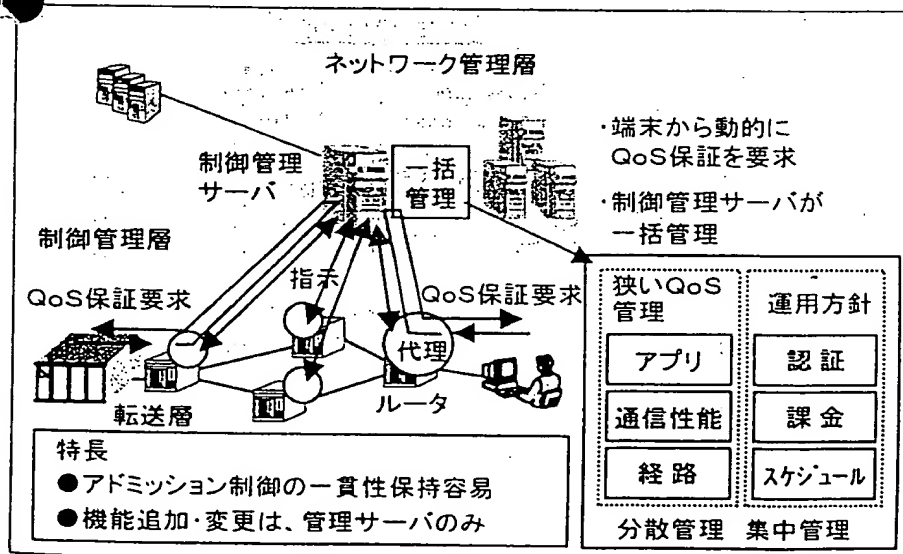 ネットワーク管理層
・端末から動的に
QoS保証を要求
制御管理
サーバ
一括
管理
・制御管理サーバが
一括管理
制御管理層
指示
QoS保証要求
QoS保証要求
代理
転送層
ルータ
狭いQoS
管理
運用方針
アプリ
認証
通信性能
課金
経路
スケジュール
分散管理 集中管理
特長
●アドミッション制御の一貫性保持容易
●機能追加・変更は、管理サーバのみ